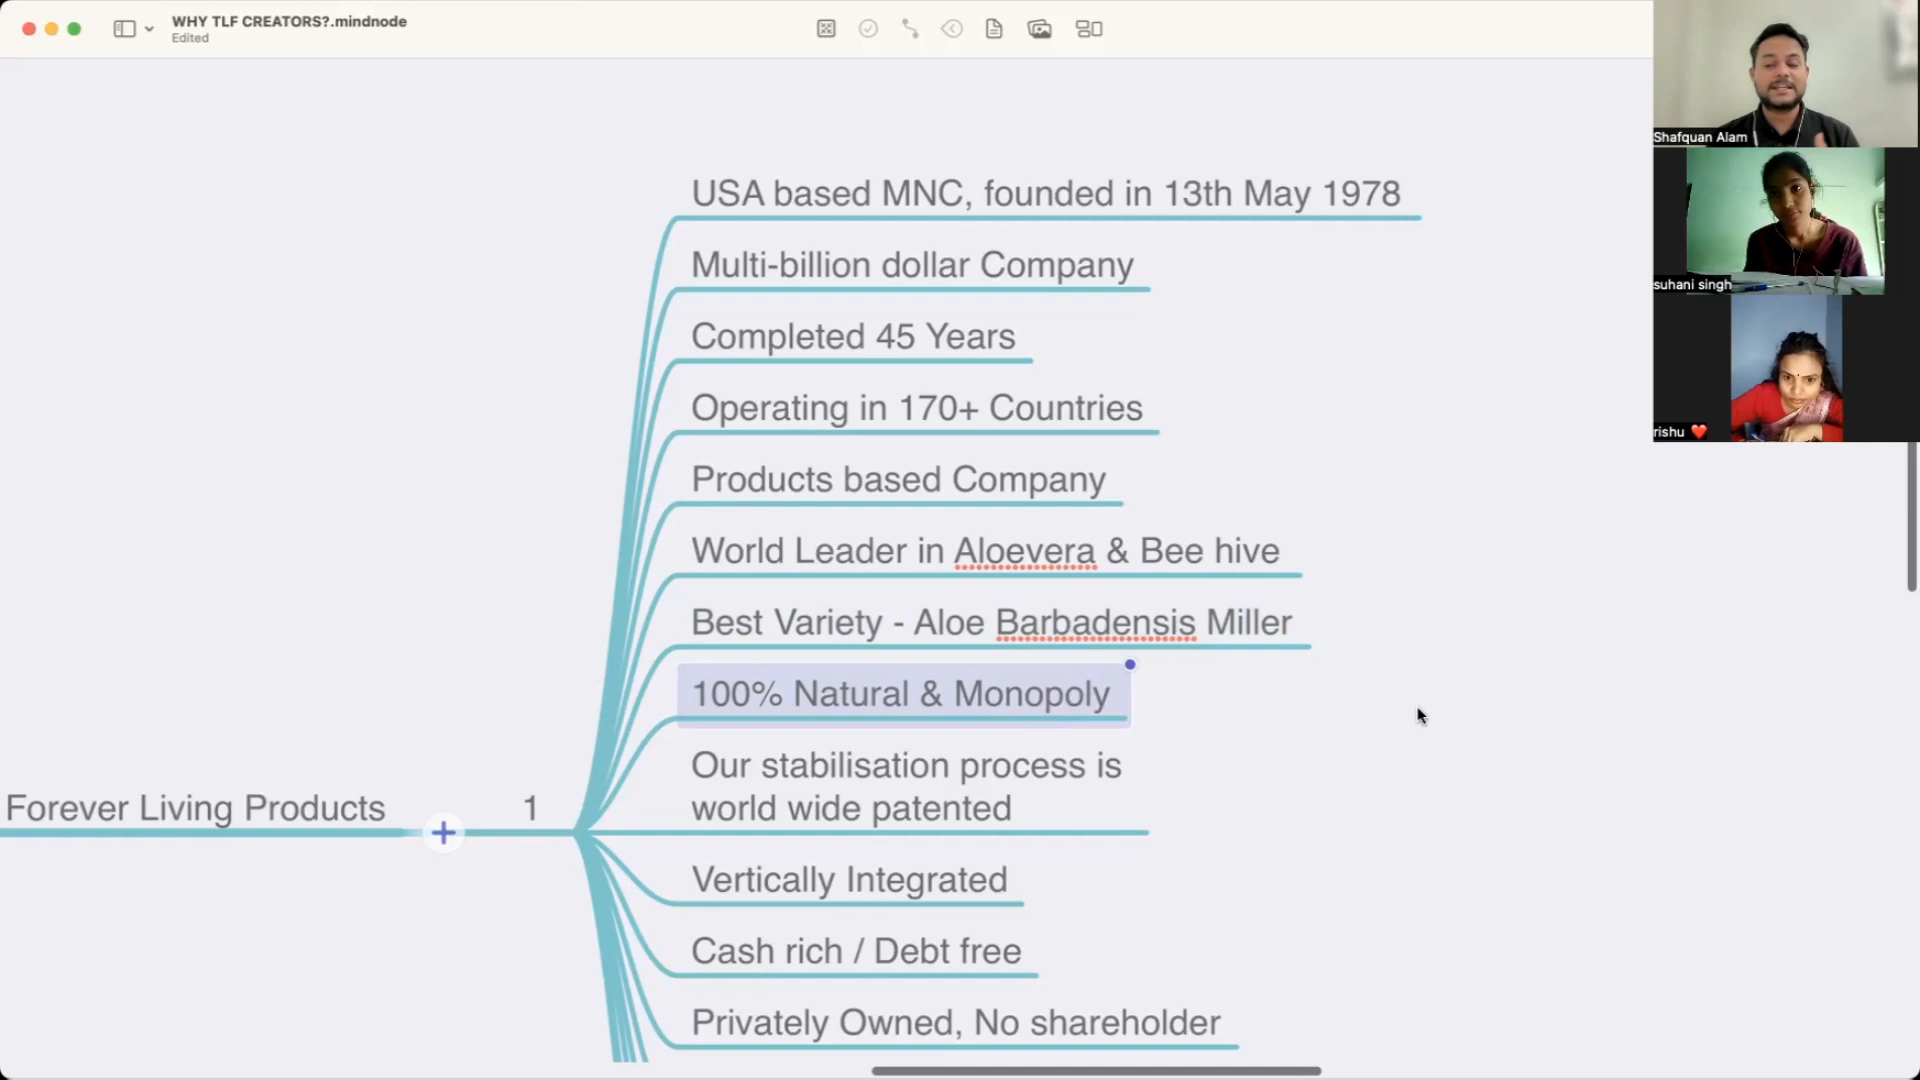 WHY TLF CREATORS?.mindnode
Edited
Shafquan Alam
suhani singh
rishu ❤️
USA based MNC, founded in 13th May 1978
Multi-billion dollar Company
Completed 45 Years
Operating in 170+ Countries
Products based Company
World Leader in Aloevera & Bee hive
Best Variety - Aloe Barbadensis Miller
100% Natural & Monopoly
Our stabilisation process is
world wide patented
Forever Living Products
1
Vertically Integrated
Cash rich / Debt free
Privately Owned, No shareholder